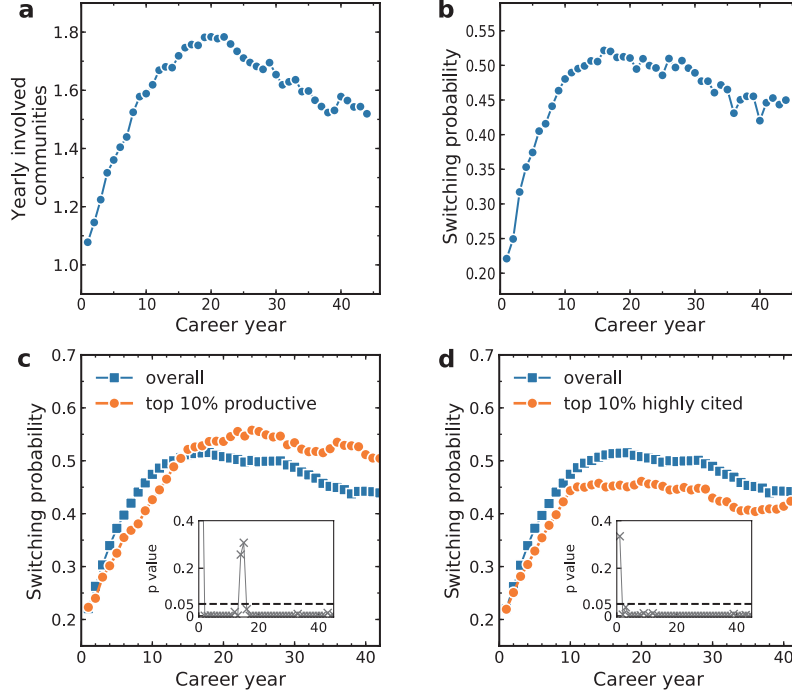 a
1.8
1.6
1.4
1.2
1.0
Yearly involved
communities
0 10 20 30 40
Career year
b
0.55
0.50
0.45
0.40
0.35
0.30
0.25
0.20
Switching probability
0 10 20 30 40
Career year
c
0.7
0.6
0.5
0.4
0.3
0.2
Switching probability
overall
top 10% productive
0.4
0.2
0.05
0
p value
0 20 40
0 10 20 30 40
Career year
d
0.7
0.6
0.5
0.4
0.3
0.2
Switching probability
overall
top 10% highly cited
0.4
0.2
0.05
0
p value
0 20 40
0 10 20 30 40
Career year